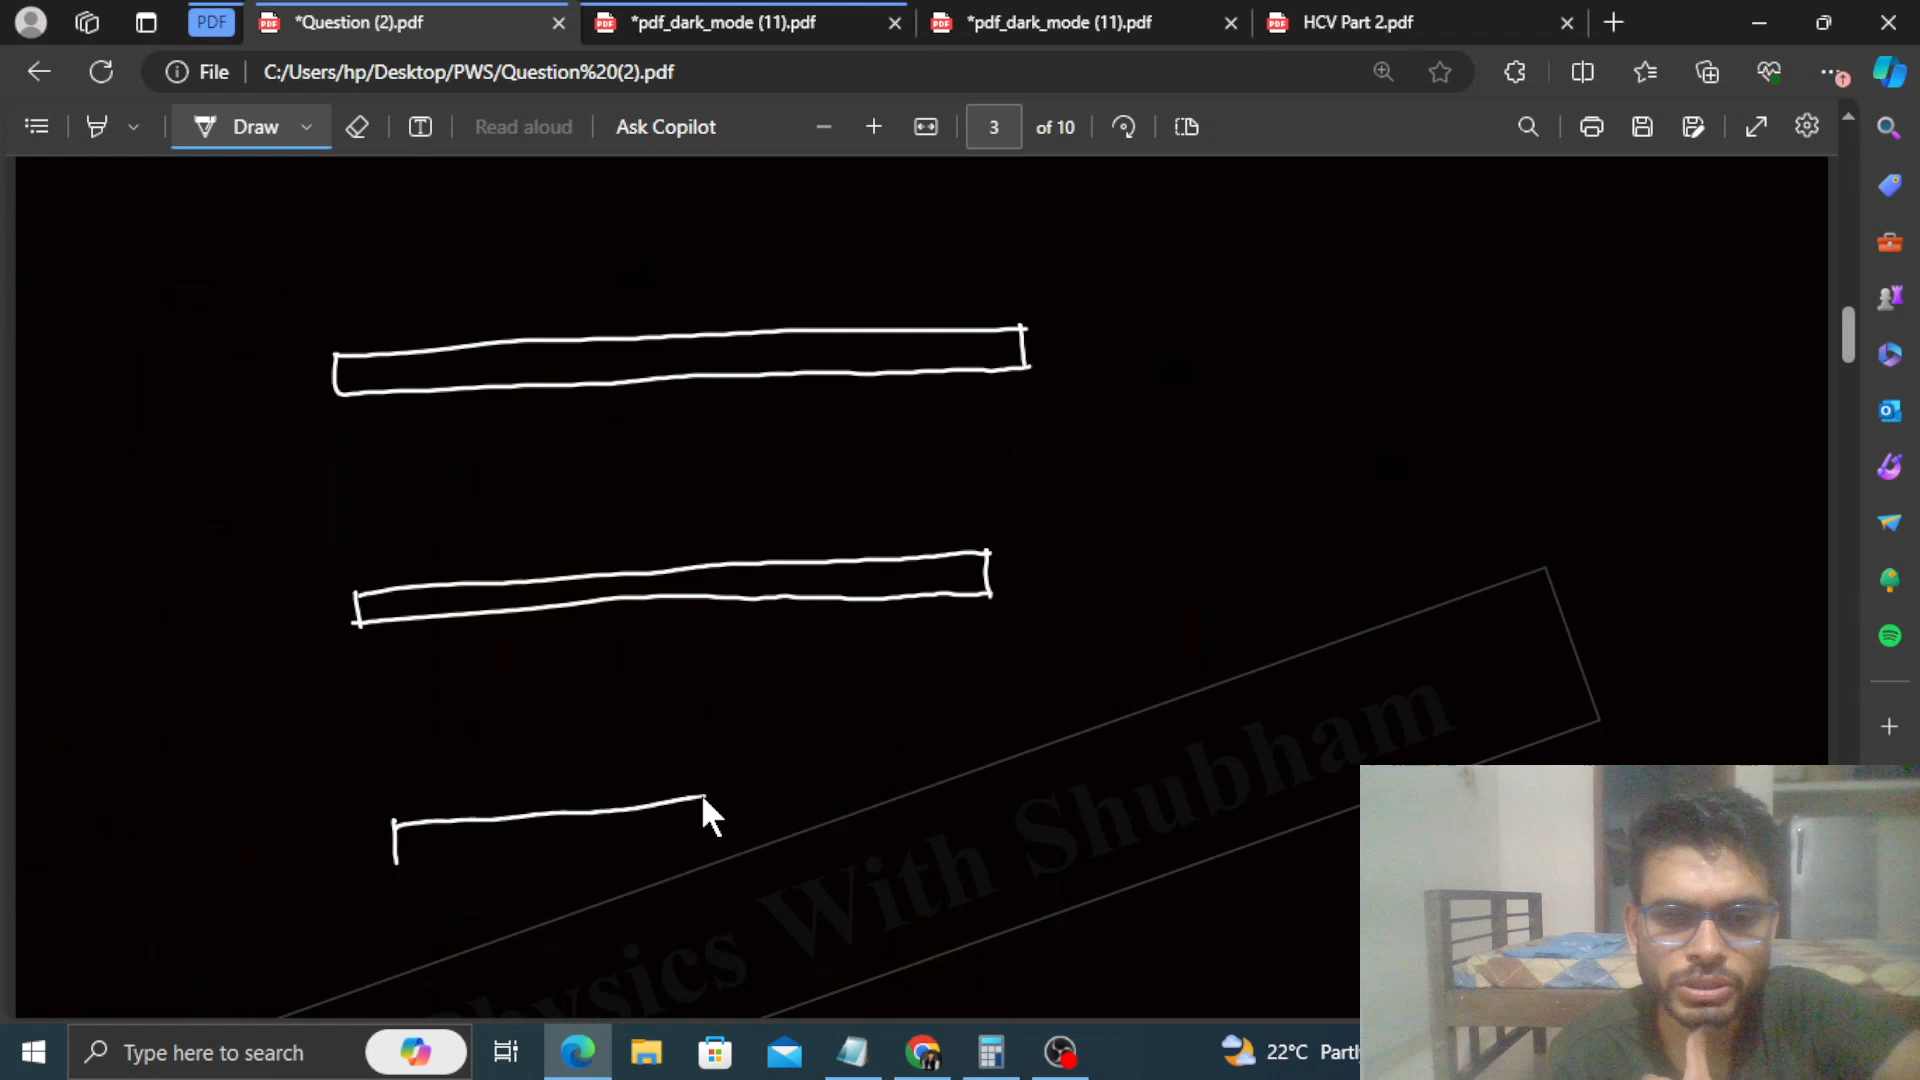 PDF
*Question (2).pdf
*pdf_dark_mode (11).pdf
*pdf_dark_mode (11).pdf
HCV Part 2.pdf
File
C:/Users/hp/Desktop/PWS/Question%20(2).pdf
Draw
Read aloud
Ask Copilot
3
of 10
Physics With Shubham
Type here to search
22°C